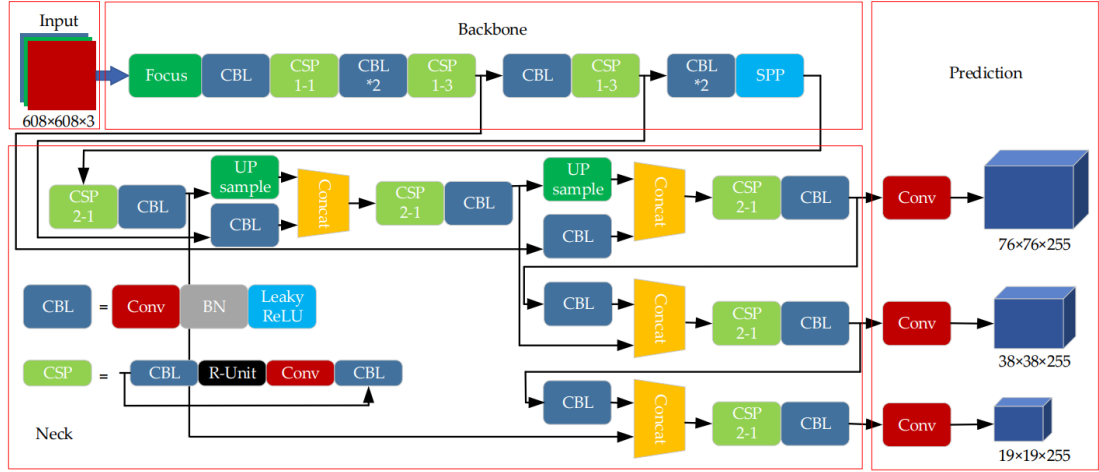 Input
Backbone
Prediction
Focus
CBL
CSP
1-1
CBL
*2
CSP
1-3
CBL
CSP
1-3
CBL
*2
SPP
608×608×3
CSP
2-1
CBL
UP
sample
CBL
Concat
CSP
2-1
CBL
UP
sample
CBL
Concat
CSP
2-1
CBL
Conv
76×76×255
CBL
=
Conv
BN
Leaky
ReLU
CBL
Concat
CSP
2-1
CBL
Conv
38×38×255
CSP
=
CBL
R-Unit
Conv
CBL
CBL
Concat
CSP
2-1
CBL
Conv
19×19×255
Neck